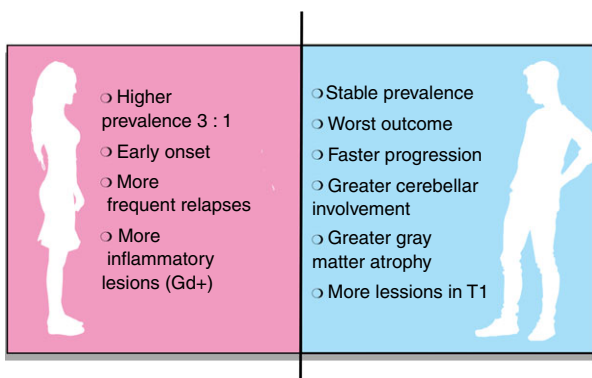 ❍ Higher
prevalence 3 : 1
❍ Early onset
❍ More
frequent relapses
❍ More
inflammatory
lesions (Gd+)
❍ Stable prevalence
❍ Worst outcome
❍ Faster progression
❍ Greater cerebellar
involvement
❍ Greater gray
matter atrophy
❍ More lessions in T1